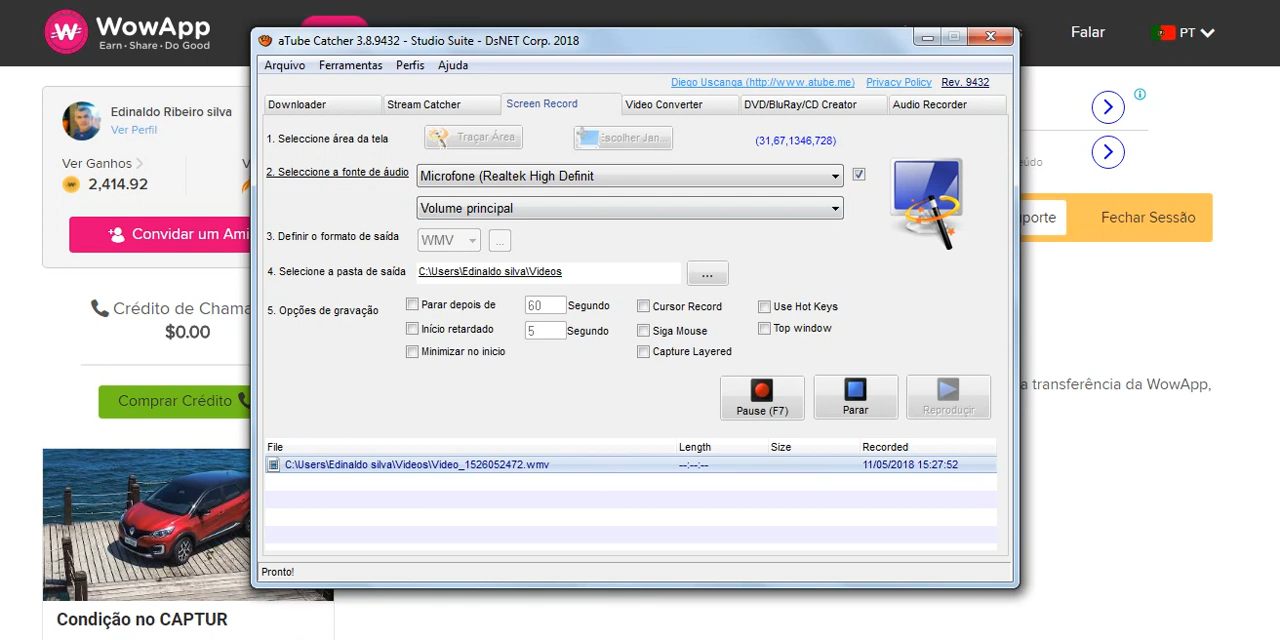 WowApp
Earn · Share · Do Good
Falar
PT
Edinaldo Ribeiro silva
Ver Perfil
Ver Ganhos
2,414.92
Convidar um Ami
Crédito de Chama
$0.00
Comprar Crédito
Condição no CAPTUR
aTube Catcher 3.8.9432 - Studio Suite - DsNET Corp. 2018
Arquivo Ferramentas Perfis Ajuda
Diego Uscanga (http://www.atube.me) Privacy Policy Rev. 9432
Downloader Stream Catcher Screen Record Video Converter DVD/BluRay/CD Creator Audio Recorder
1. Seleccione área da tela Traçar Área Escolher Jan... (31,67,1346,728)
2. Seleccione a fonte de áudio Microfone (Realtek High Definit
Volume principal
3. Definir o formato de saída WMV ...
4. Selecione a pasta de saída C:\Users\Edinaldo silva\Videos ...
5. Opções de gravação
Parar depois de 60 Segundo Cursor Record Use Hot Keys
Início retardado 5 Segundo Siga Mouse Top window
Minimizar no inicio Capture Layered
Pause (F7) Parar Reproducir
File Length Size Recorded
C:\Users\Edinaldo silva\Videos\Video_1526052472.wmv --:--:-- 11/05/2018 15:27:52
Pronto!
Fechar Sessão
a transferência da WowApp,